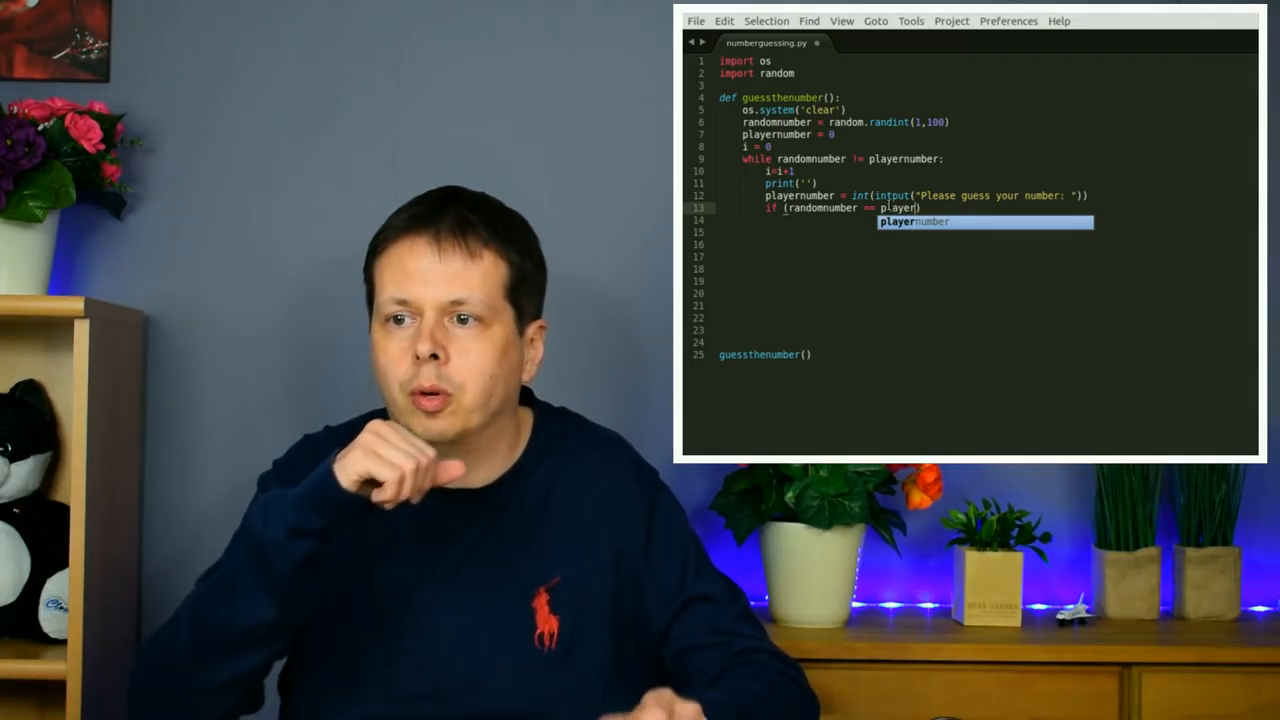 File Edit Selection Find View Goto Tools Project Preferences Help
numberguessing.py
1 import os
2 import random
3
4 def guessthenumber():
5 os.system('clear')
6 randomnumber = random.randint(1,100)
7 playernumber = 0
8 i = 0
9 while randomnumber != playernumber:
10 i=i+1
11 print('')
12 playernumber = int(intput("Please guess your number: "))
13 if (randomnumber == player)
playernumber
14
15
16
17
18
19
20
21
22
23
24
25 guessthenumber()
HERB GARDEN